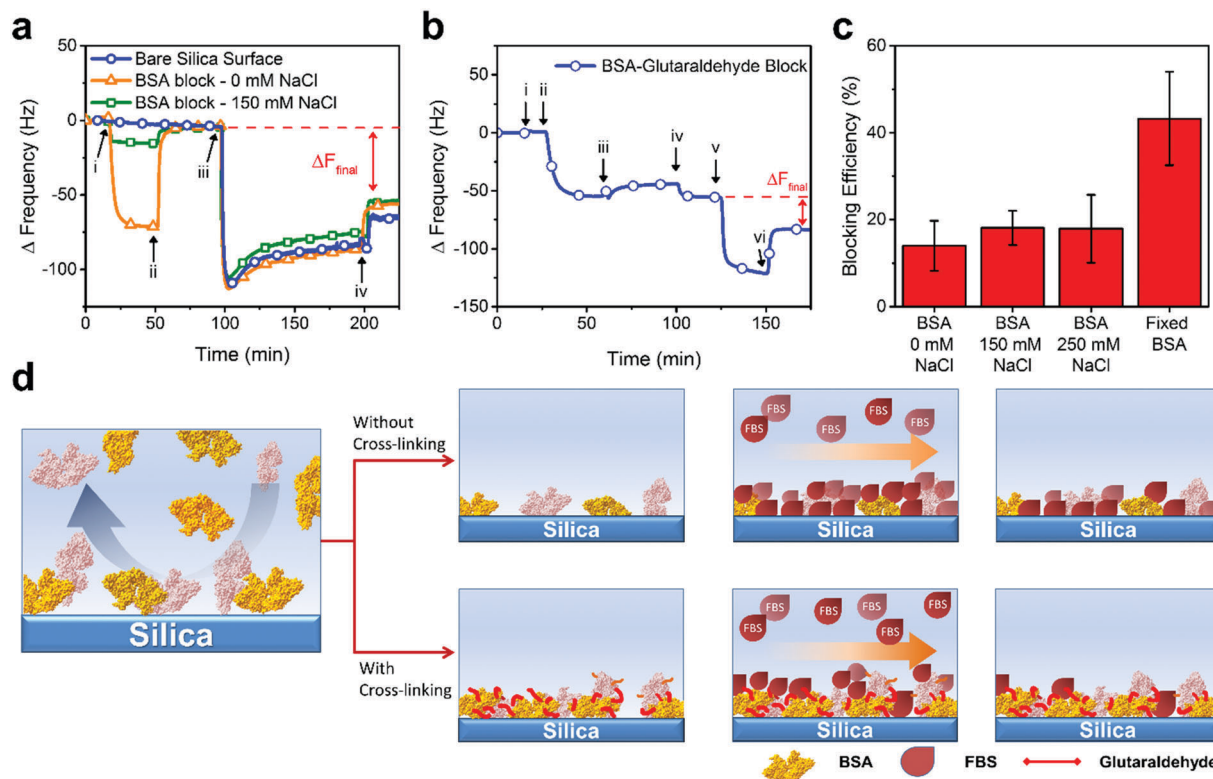 a
Δ Frequency (Hz)
50
0
-50
-100
Bare Silica Surface
BSA block - 0 mM NaCl
BSA block - 150 mM NaCl
i
ii
iii
iv
ΔF final
0
50
100
150
200
Time (min)
b
Δ Frequency (Hz)
75
50
0
-50
-100
-150
BSA-Glutaraldehyde Block
i
ii
iii
iv
v
vi
ΔF final
0
50
100
150
Time (min)
c
Blocking Efficiency (%)
60
40
20
0
BSA
0 mM
NaCl
BSA
150 mM
NaCl
BSA
250 mM
NaCl
Fixed
BSA
d
Silica
Without
Cross-linking
Silica
FBS
FBS
FBS
FBS
FBS
Silica
Silica
With
Cross-linking
Silica
FBS
FBS
FBS
FBS
FBS
FBS
Silica
Silica
BSA
FBS
Glutaraldehyde